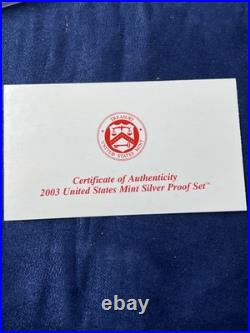 TREASURY
UNITED STATES MINT
Certificate of Authenticity
2003 United States Mint Silver Proof Set™